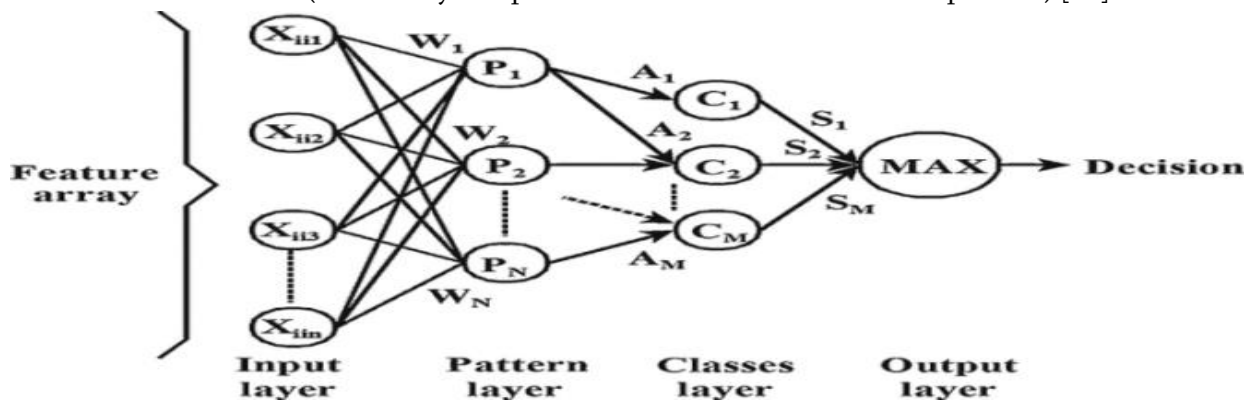 X_ii1
W_1
P_1
A_1
C_1
S_1
X_ii2
W_2
P_2
A_2
C_2
S_2
MAX
Decision
Feature
array
X_ii3
P_N
W_N
A_M
C_M
S_M
X_iin
Input
layer
Pattern
layer
Classes
layer
Output
layer